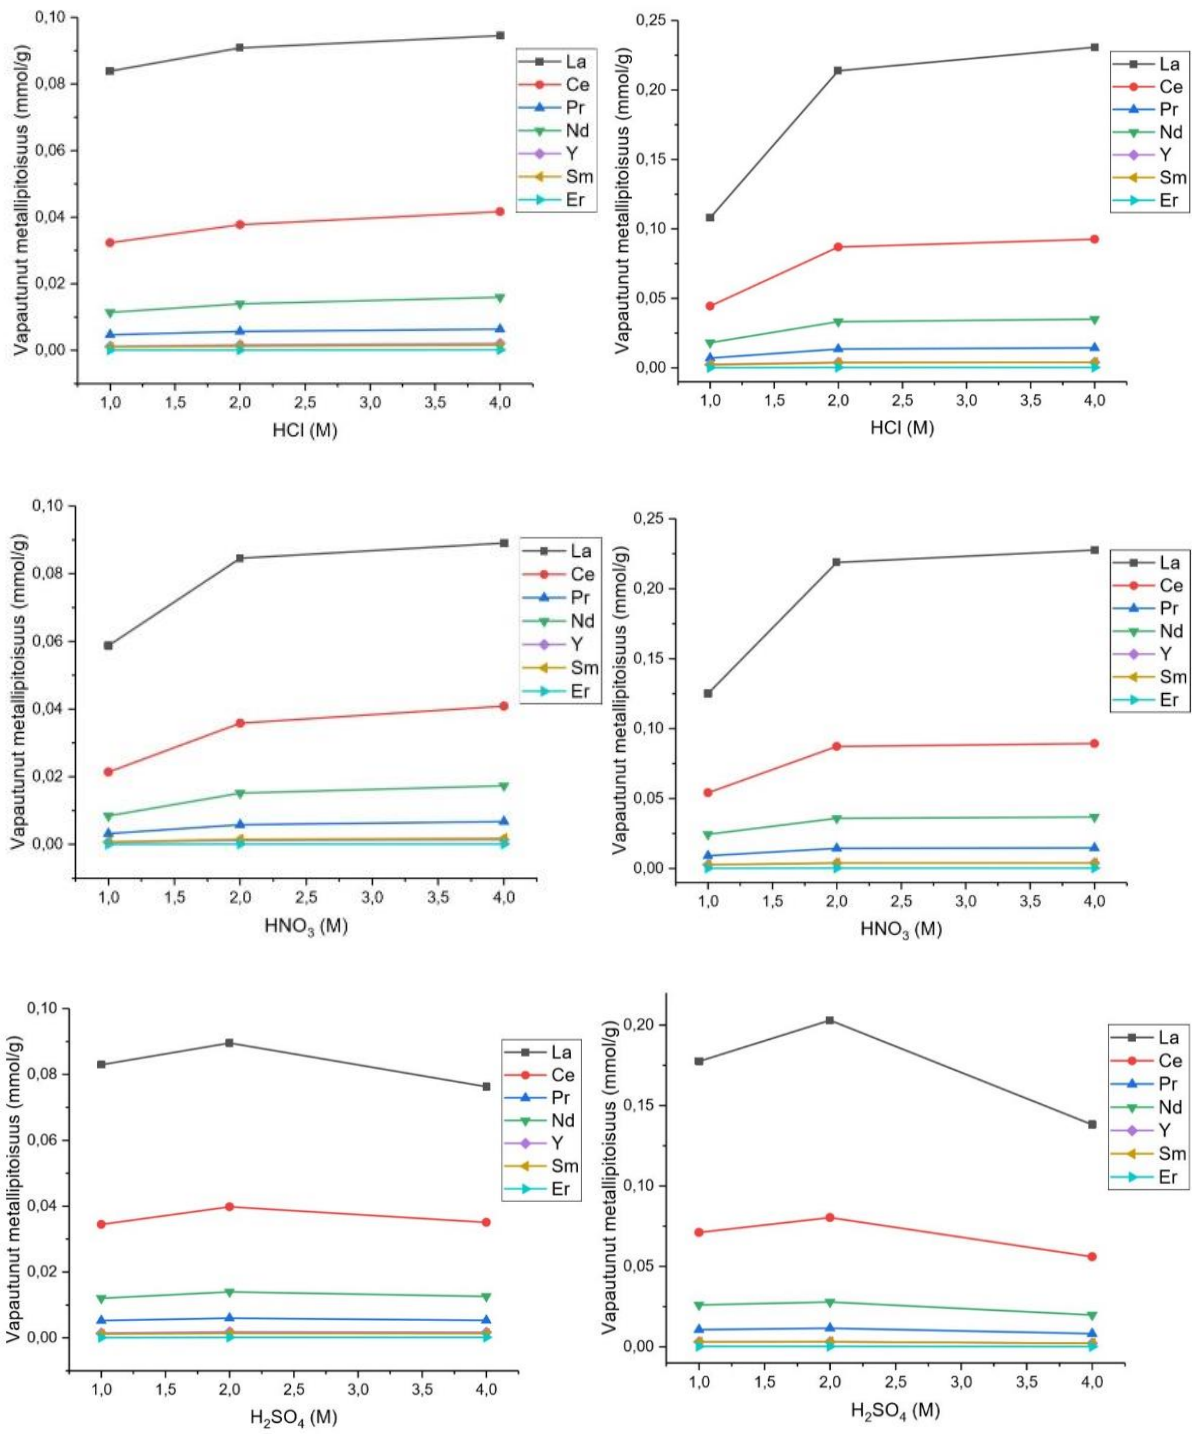 Vapautunut metallipitoisuus (mmol/g)
0,10
0,08
0,06
0,04
0,02
0,00
1,0 1,5 2,0 2,5 3,0 3,5 4,0
HCl (M)
La
Ce
Pr
Nd
Y
Sm
Er
Vapautunut metallipitoisuus (mmol/g)
0,25
0,20
0,15
0,10
0,05
0,00
1,0 1,5 2,0 2,5 3,0 3,5 4,0
HCl (M)
La
Ce
Pr
Nd
Y
Sm
Er
Vapautunut metallipitoisuus (mmol/g)
0,10
0,08
0,06
0,04
0,02
0,00
1,0 1,5 2,0 2,5 3,0 3,5 4,0
HNO₃ (M)
La
Ce
Pr
Nd
Y
Sm
Er
Vapautunut metallipitoisuus (mmol/g)
0,25
0,20
0,15
0,10
0,05
0,00
1,0 1,5 2,0 2,5 3,0 3,5 4,0
HNO₃ (M)
La
Ce
Pr
Nd
Y
Sm
Er
Vapautunut metallipitoisuus (mmol/g)
0,10
0,08
0,06
0,04
0,02
0,00
1,0 1,5 2,0 2,5 3,0 3,5 4,0
H₂SO₄ (M)
La
Ce
Pr
Nd
Y
Sm
Er
Vapautunut metallipitoisuus (mmol/g)
0,20
0,15
0,10
0,05
0,00
1,0 1,5 2,0 2,5 3,0 3,5 4,0
H₂SO₄ (M)
La
Ce
Pr
Nd
Y
Sm
Er